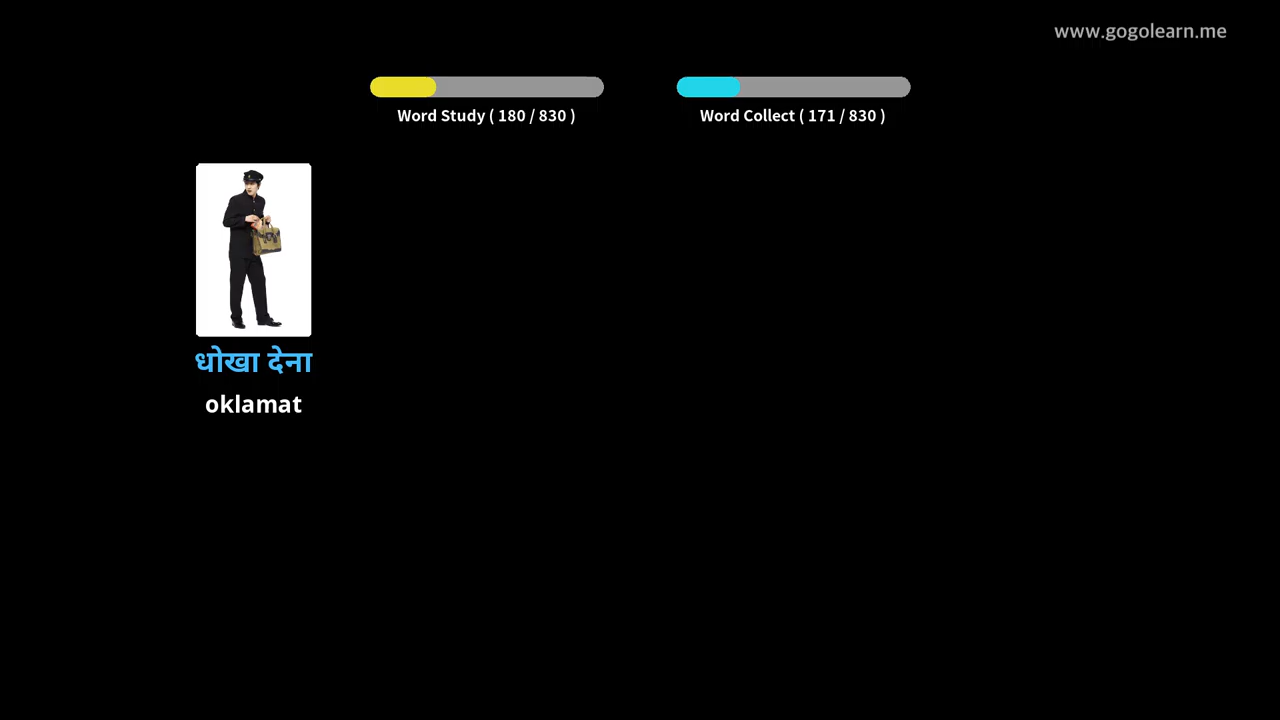 www.gogolearn.me
Word Study ( 180 / 830 )
Word Collect ( 171 / 830 )
धोखा देना
oklamat